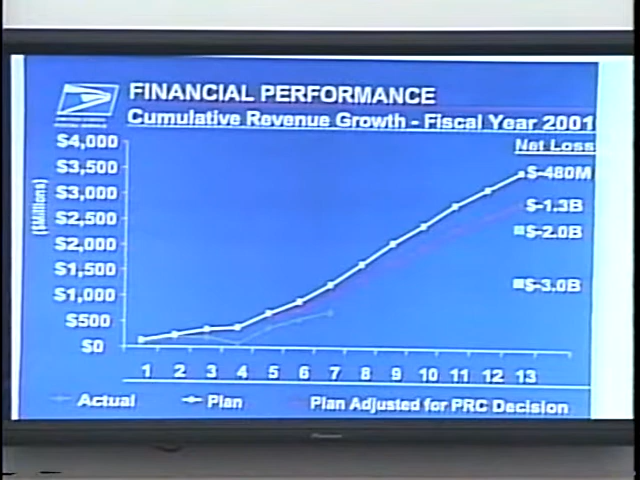 FINANCIAL PERFORMANCE
Cumulative Revenue Growth - Fiscal Year 2001
Net Loss
($Millions)
$4,000
$3,500
$3,000
$2,500
$2,000
$1,500
$1,000
$500
$0
$-480M
$-1.3B
$-2.0B
$-3.0B
1 2 3 4 5 6 7 8 9 10 11 12 13
Actual Plan Plan Adjusted for PRC Decision